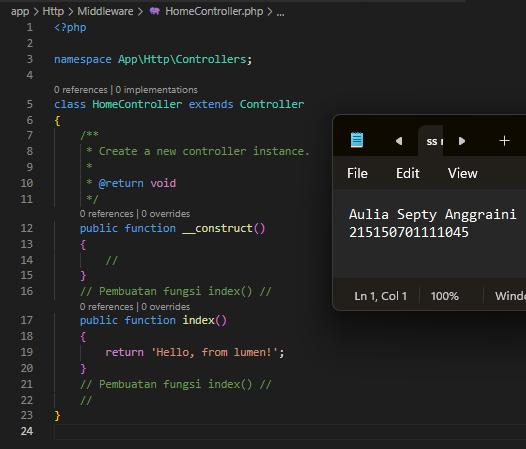 app > Http > Middleware > HomeController.php > ...
1 <?php
2
3 namespace App\Http\Controllers;
4
0 references | 0 implementations
5 class HomeController extends Controller
6 {
7 /**
8 * Create a new controller instance.
9 *
10 * @return void
11 */
0 references | 0 overrides
12 public function __construct()
13 {
14 //
15 }
16 // Pembuatan fungsi index() //
0 references | 0 overrides
17 public function index()
18 {
19 return 'Hello, from lumen!';
20 }
21 // Pembuatan fungsi index() //
22 //
23 }
24
ss
File Edit View
Aulia Septy Anggraini
215150701111045
Ln 1, Col 1 100%